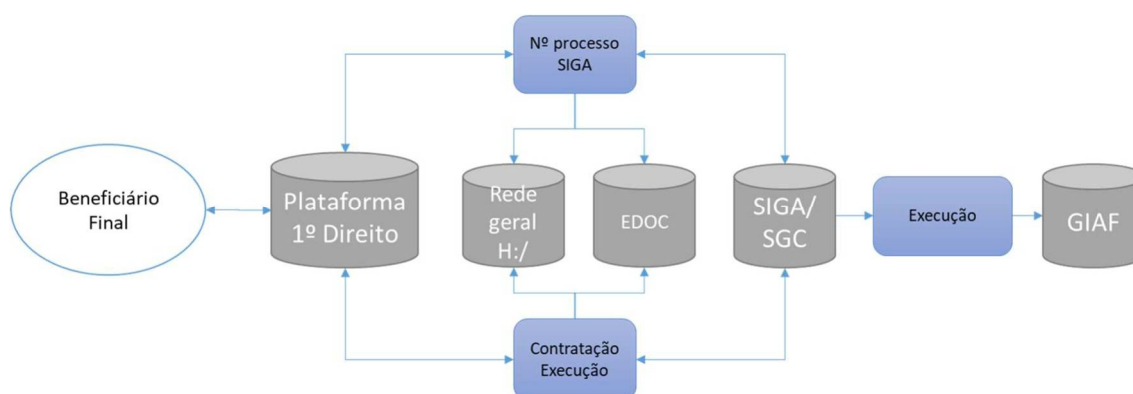 Nº processo
SIGA
Beneficiário
Final
Plataforma
1º Direito
Rede
geral
H:/
EDOC
SIGA/
SGC
Execução
GIAF
Contratação
Execução